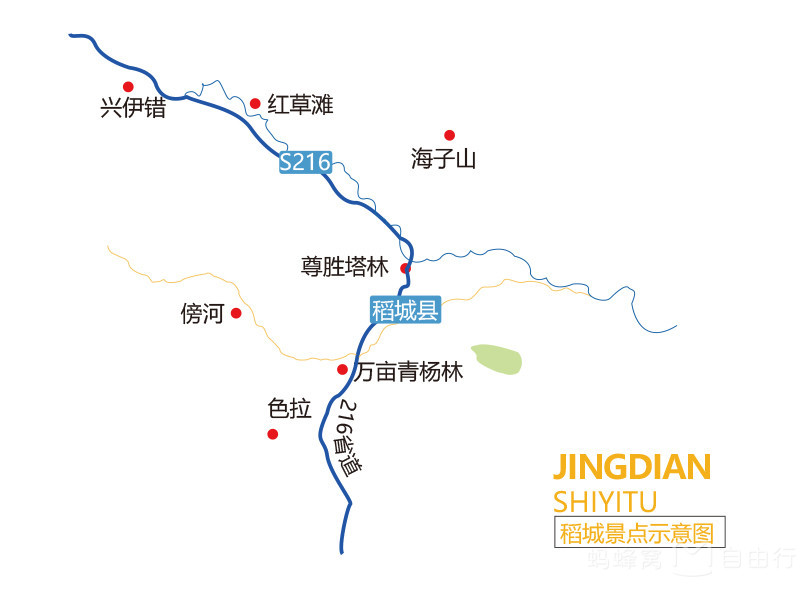 兴伊错
红草滩
海子山
S216
尊胜塔林
稻城县
傍河
万亩青杨林
色拉
216省道
JINGDIAN
SHIYITU
稻城景点示意图
蚂蜂窝 自由行